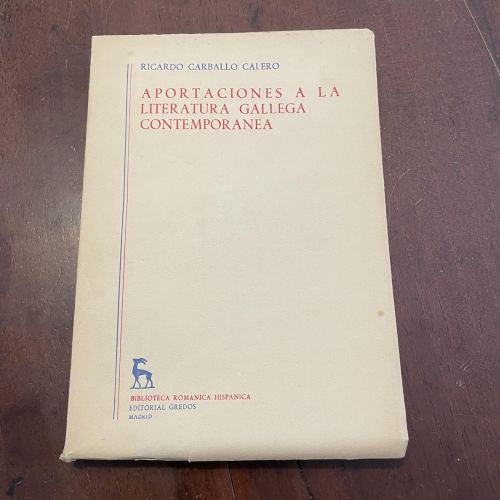 RICARDO CARBALLO CALERO
APORTACIONES A LA
LITERATURA GALLEGA
CONTEMPORANEA
BIBLIOTECA ROMANICA HISPANICA
EDITORIAL GREDOS
MADRID